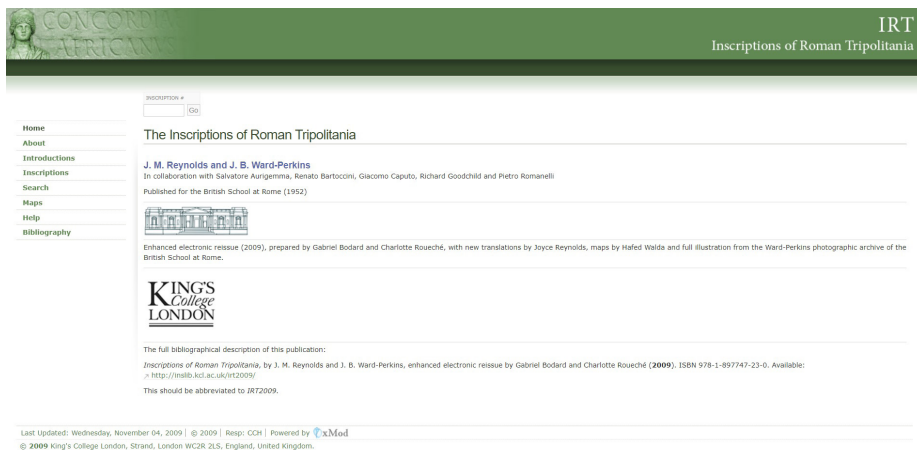 CONCORDIA
AFRICANVS
IRT
Inscriptions of Roman Tripolitania
INSCRIPTION #
Go
Home
About
Introductions
Inscriptions
Search
Maps
Help
Bibliography
The Inscriptions of Roman Tripolitania
J. M. Reynolds and J. B. Ward-Perkins
In collaboration with Salvatore Aurigemma, Renato Bartoccini, Giacomo Caputo, Richard Goodchild and Pietro Romanelli
Published for the British School at Rome (1952)
Enhanced electronic reissue (2009), prepared by Gabriel Bodard and Charlotte Roueché, with new translations by Joyce Reynolds, maps by Hafed Walda and full illustration from the Ward-Perkins photographic archive of the
British School at Rome.
KING'S
College
LONDON
The full bibliographical description of this publication:
Inscriptions of Roman Tripolitania, by J. M. Reynolds and J. B. Ward-Perkins, enhanced electronic reissue by Gabriel Bodard and Charlotte Roueché (2009). ISBN 978-1-897747-23-0. Available:
http://inslib.kcl.ac.uk/irt2009/
This should be abbreviated to IRT2009.
Last Updated: Wednesday, November 04, 2009 | © 2009 | Resp: CCH | Powered by xMod
© 2009 King's College London, Strand, London WC2R 2LS, England, United Kingdom.